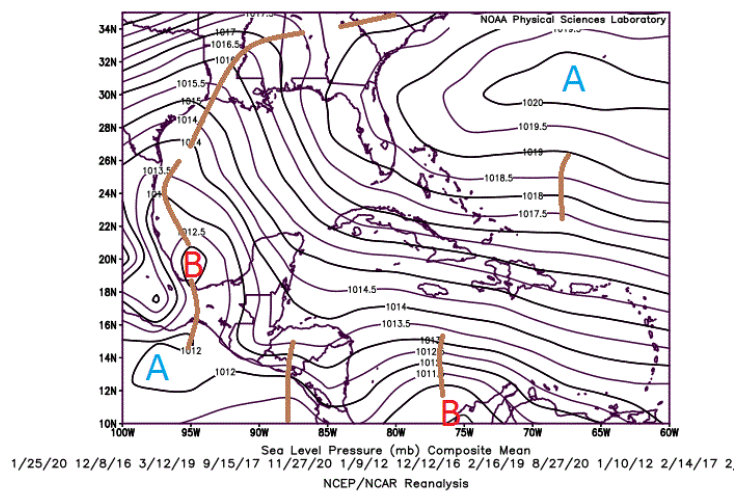 NOAA Physical Sciences Laboratory
34N
32N
30N
28N
26N
24N
22N
20N
18N
16N
14N
12N
10N
1017.5
1017
1016.5
1015.5
1015
1014
1013.5
1012.5
1012
1012
1019.5
1020
1019.5
1019
1018.5
1018
1017.5
1014.5
1014
1013.5
A
B
A
B
100W 95W 90W 85W 80W 75W 70W 65W 60W
Sea Level Pressure (mb) Composite Mean
1/25/20 12/8/16 3/12/19 9/15/17 11/27/20 1/9/12 12/12/16 2/16/19 8/27/20 1/10/12 2/14/17
NCEP/NCAR Reanalysis